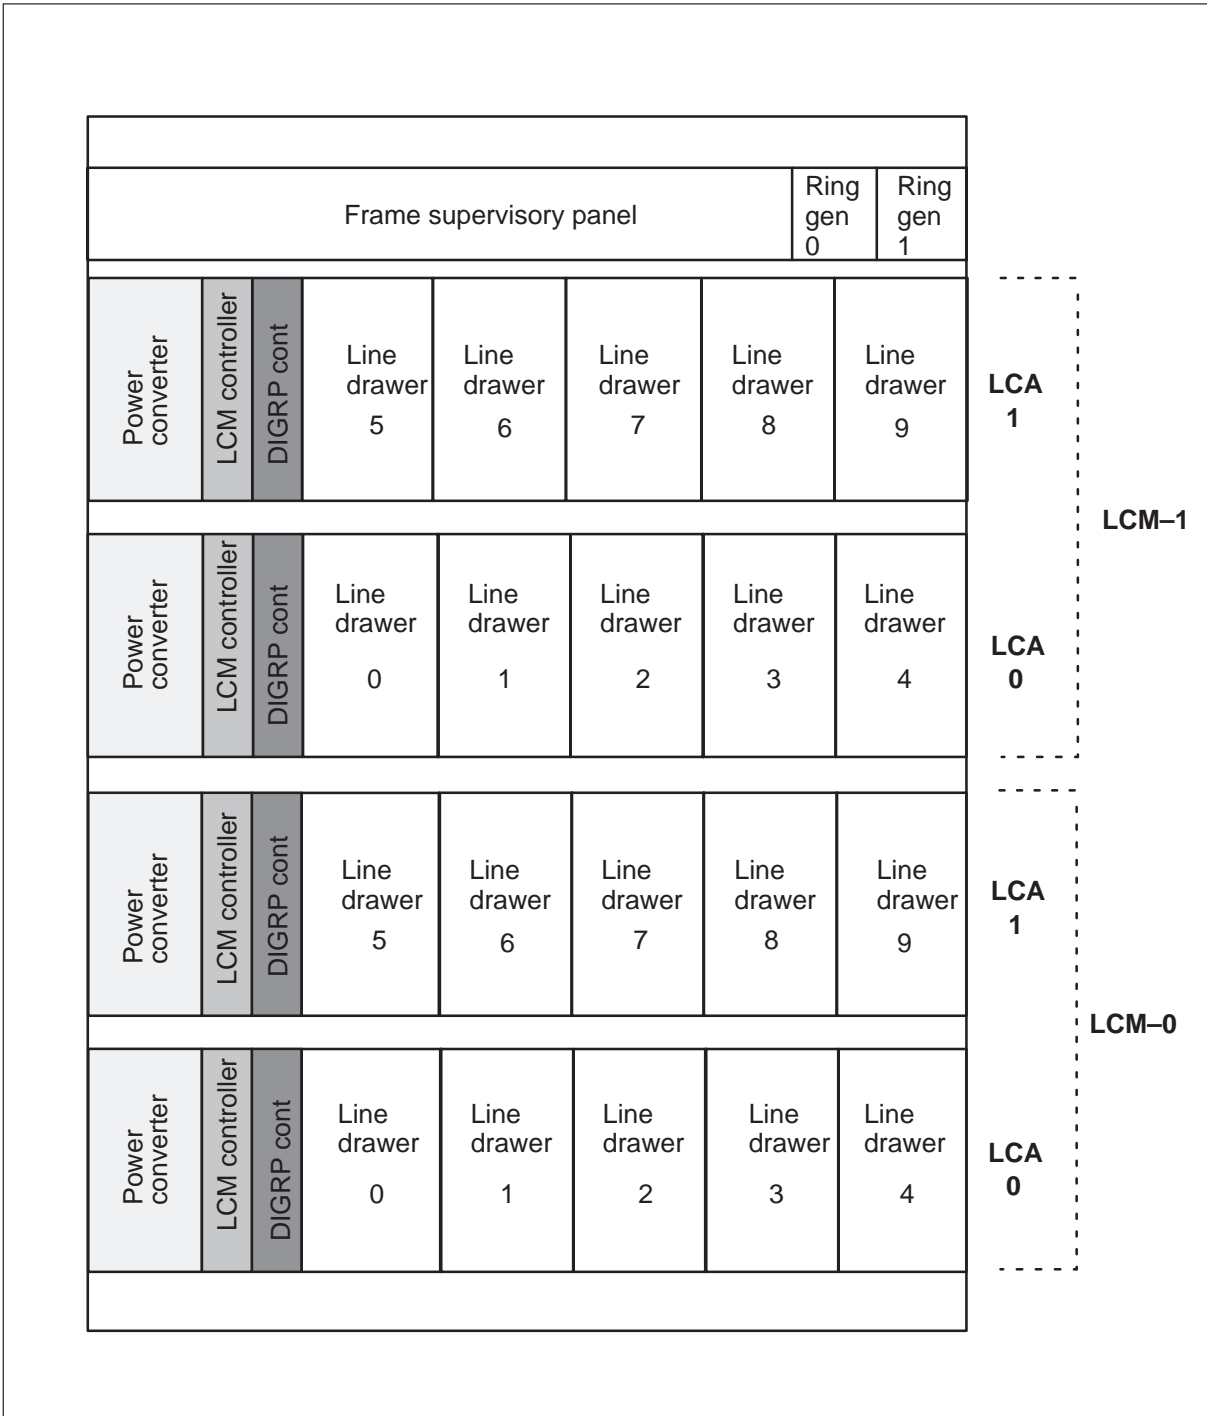 Frame supervisory panel
Ring
gen
0
Ring
gen
1
Power
converter
LCM controller
DIGRP cont
Line
drawer
5
Line
drawer
6
Line
drawer
7
Line
drawer
8
Line
drawer
9
LCA
1
LCM–1
Power
converter
LCM controller
DIGRP cont
Line
drawer
0
Line
drawer
1
Line
drawer
2
Line
drawer
3
Line
drawer
4
LCA
0
Power
converter
LCM controller
DIGRP cont
Line
drawer
5
Line
drawer
6
Line
drawer
7
Line
drawer
8
Line
drawer
9
LCA
1
LCM–0
Power
converter
LCM controller
DIGRP cont
Line
drawer
0
Line
drawer
1
Line
drawer
2
Line
drawer
3
Line
drawer
4
LCA
0